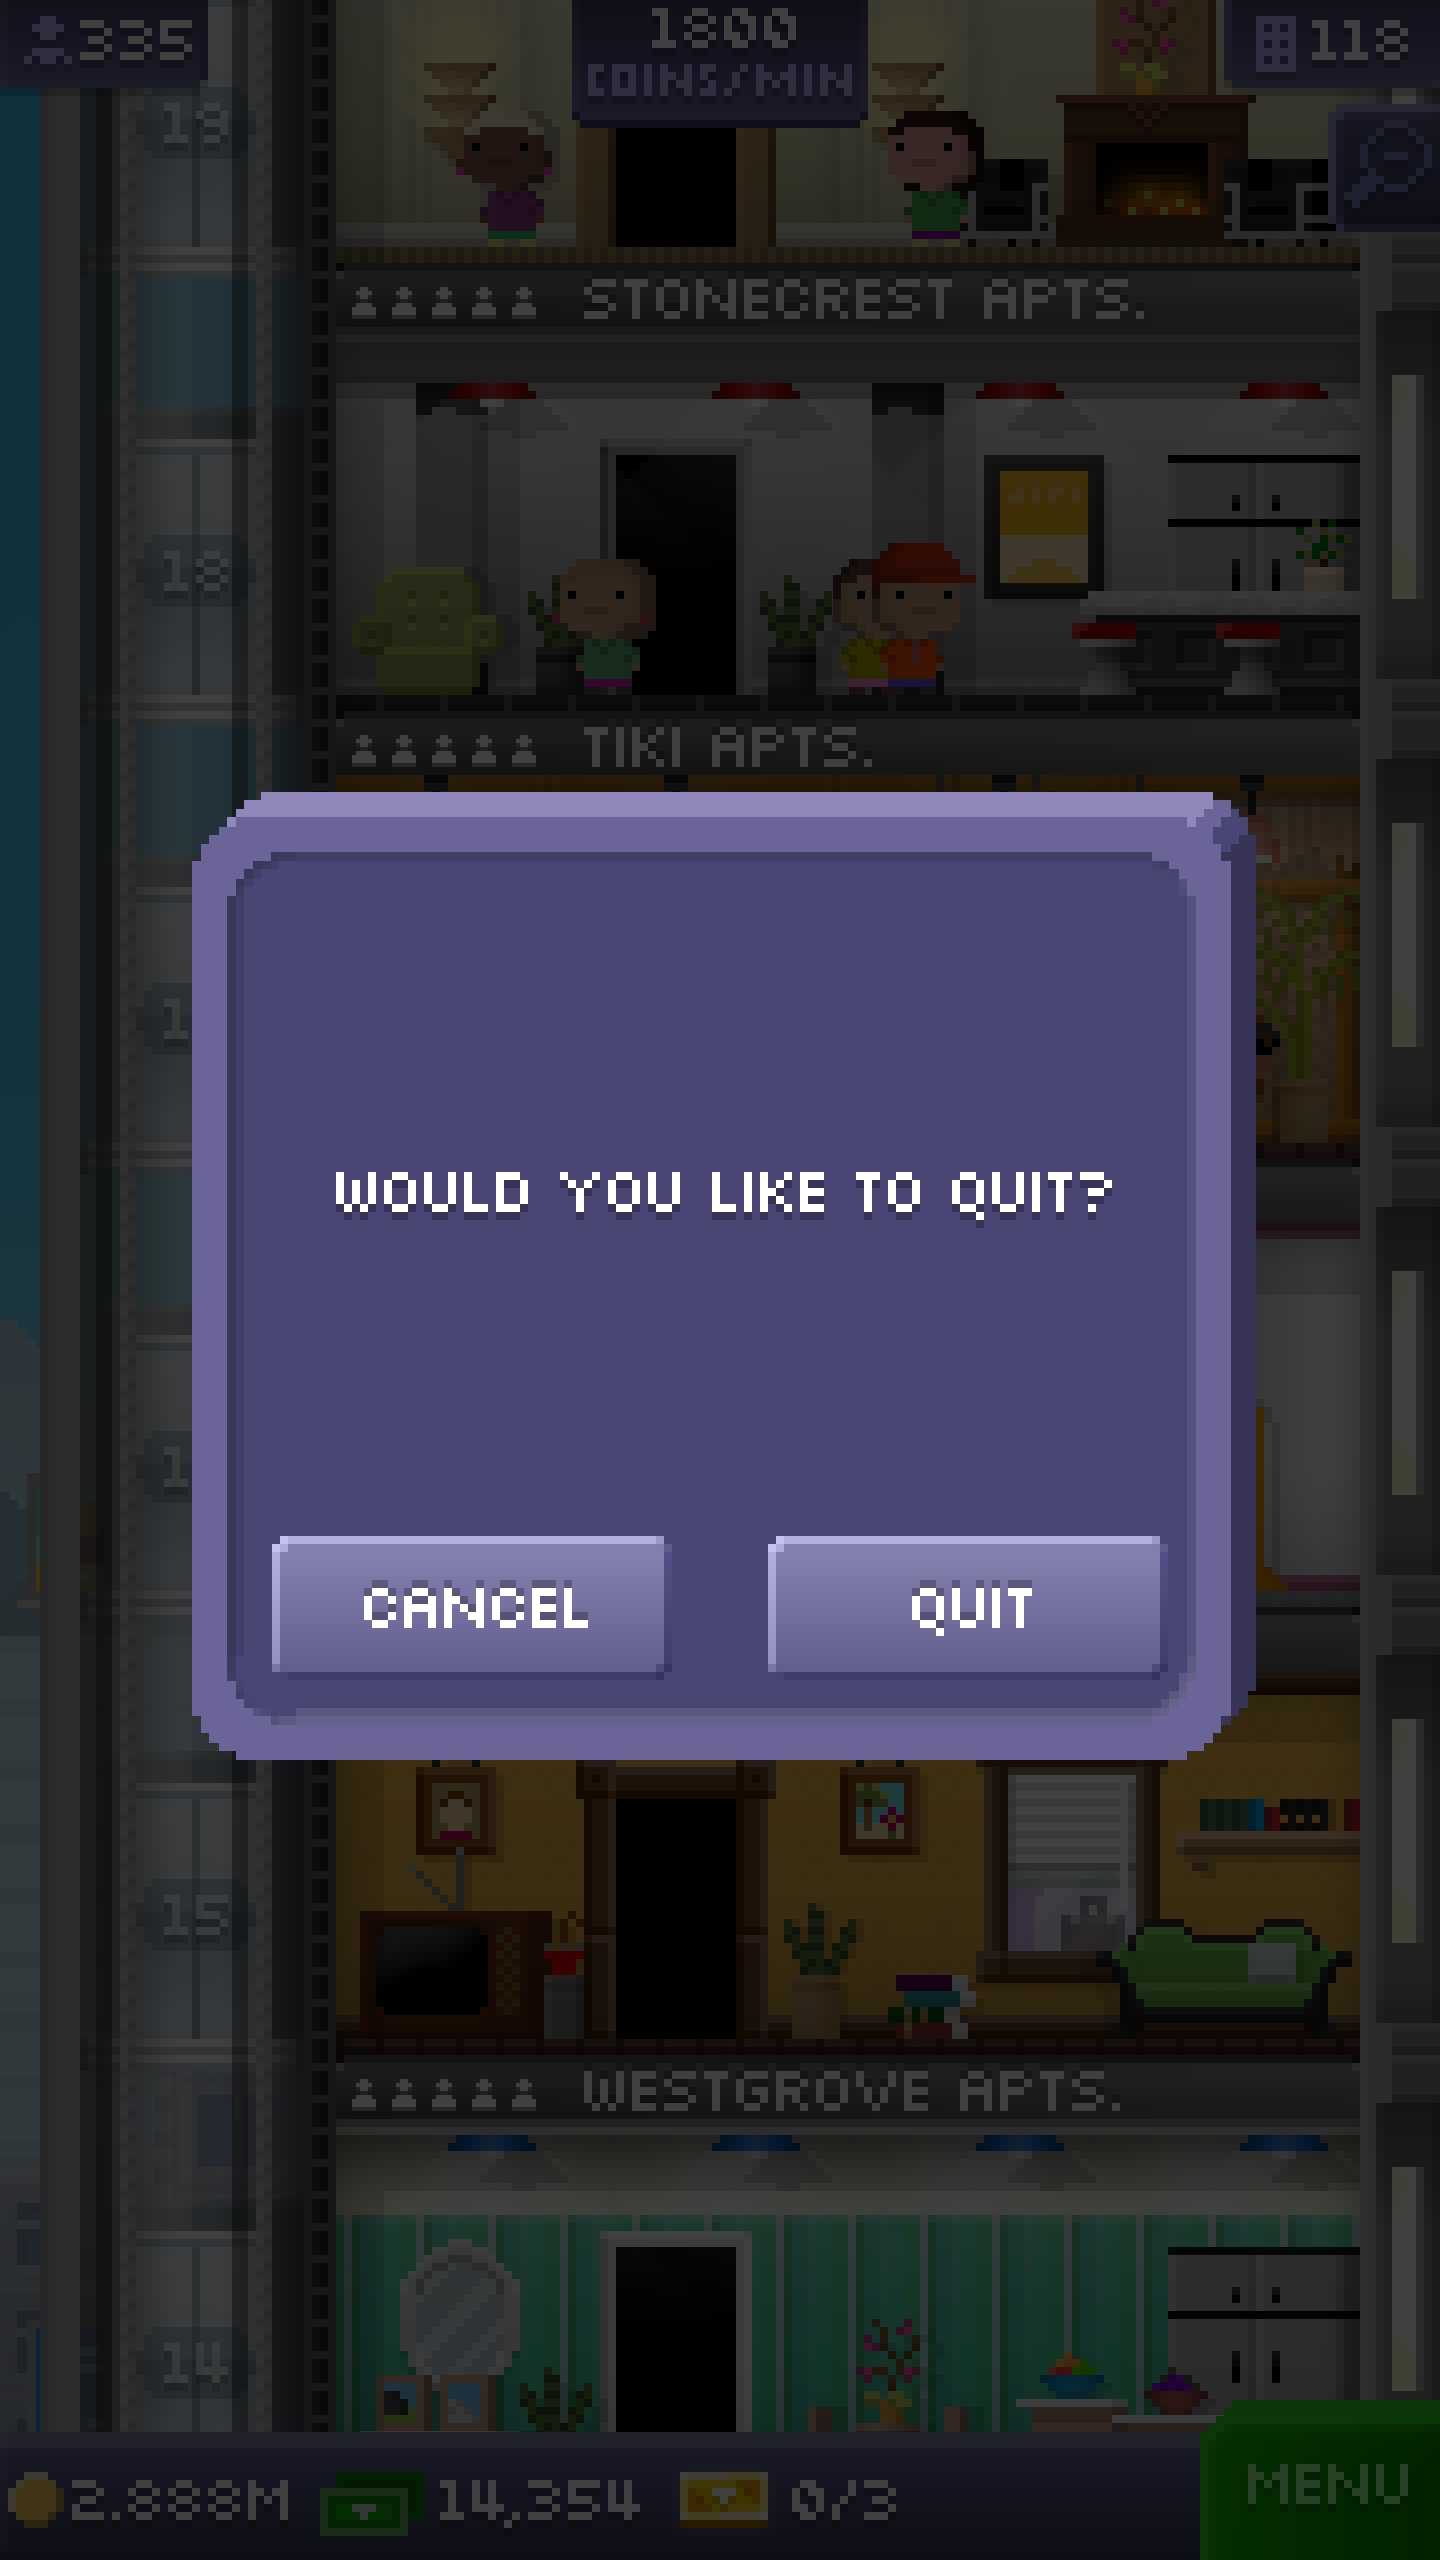 335
1800
COINS/MIN
118
19
STONECREST APTS.
18
TIKI APTS.
WOULD YOU LIKE TO QUIT?
CANCEL
QUIT
15
WESTGROVE APTS.
14
2.888M
14,354
0/3
MENU